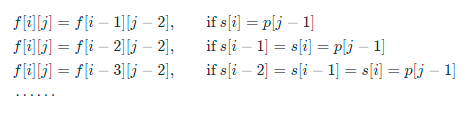 f[i][j] = f[i – 1][j – 2], if s[i] = p[j – 1]
f[i][j] = f[i – 2][j – 2], if s[i – 1] = s[i] = p[j – 1]
f[i][j] = f[i – 3][j – 2], if s[i – 2] = s[i – 1] = s[i] = p[j – 1]
······